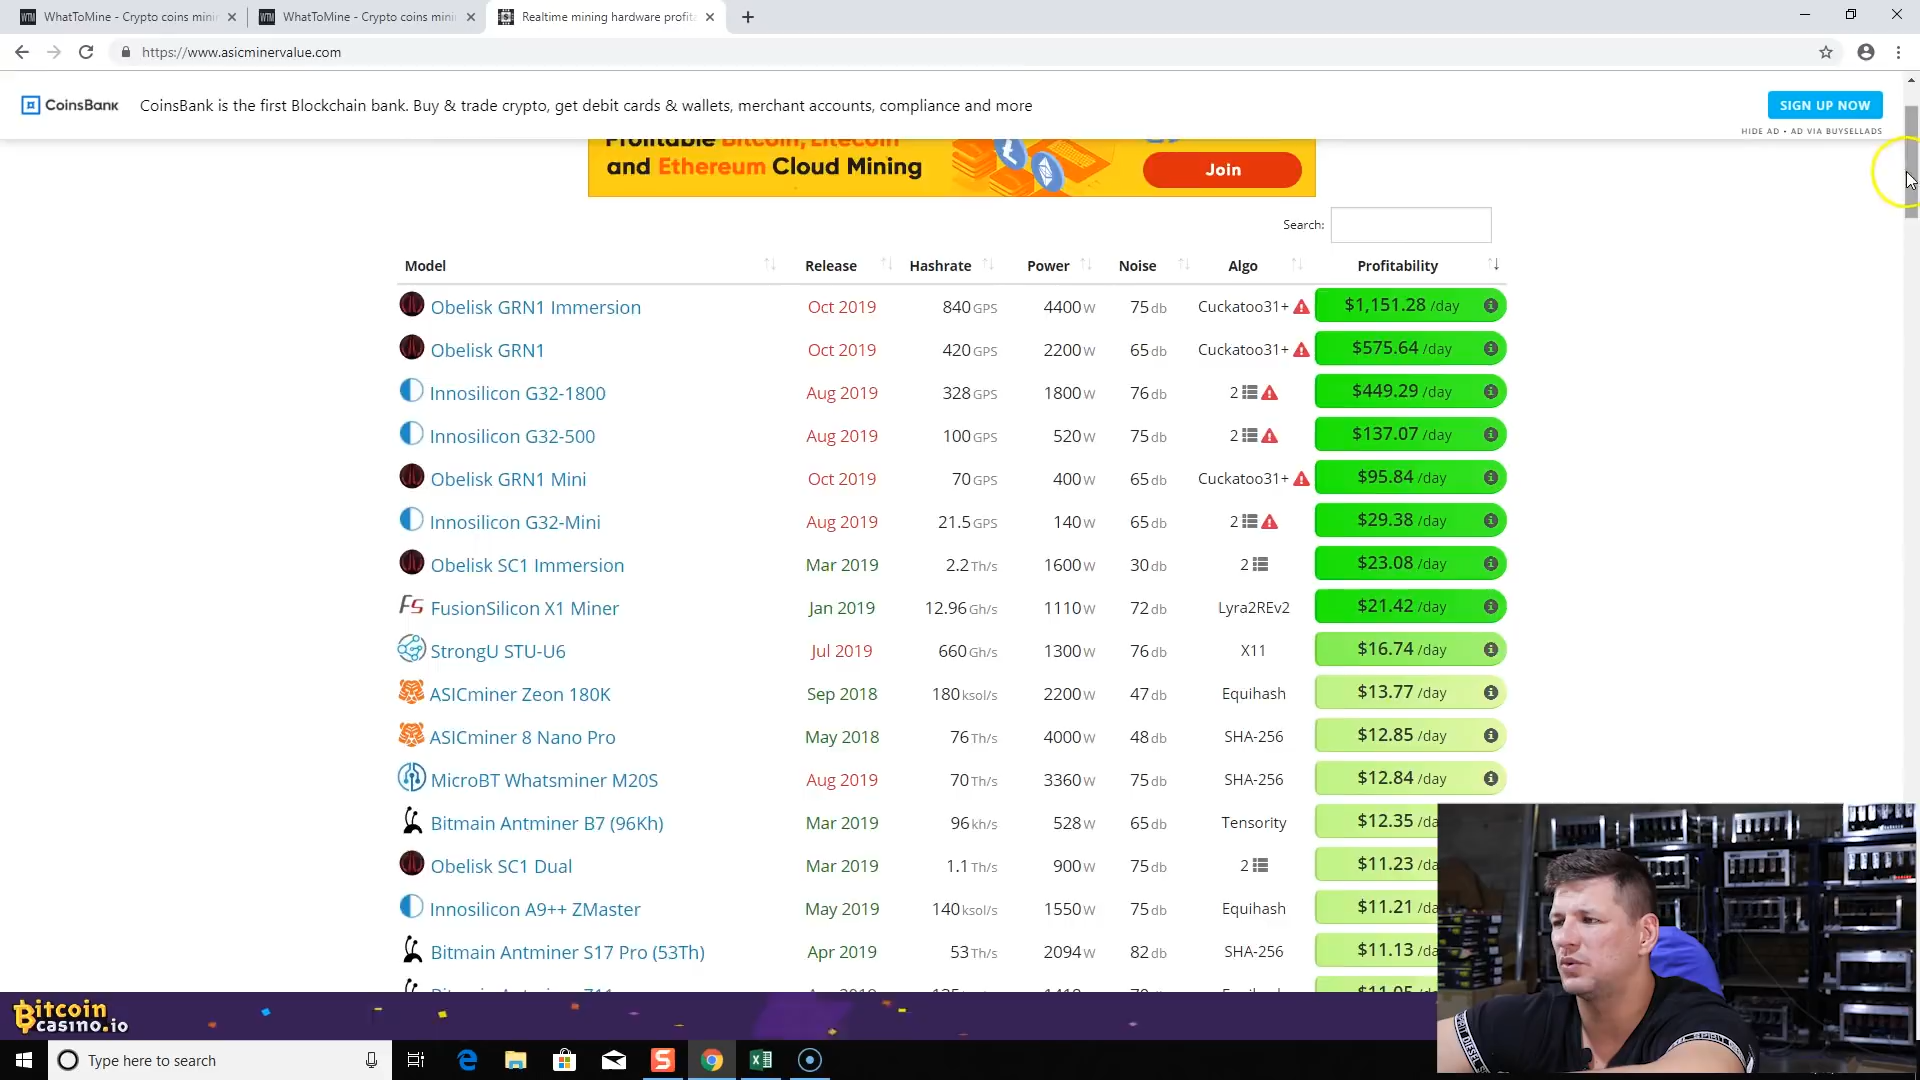 WhatToMine - Crypto coins mini
WhatToMine - Crypto coins mini
Realtime mining hardware profita
https://www.asicminervalue.com
CoinsBank
CoinsBank is the first Blockchain bank. Buy & trade crypto, get debit cards & wallets, merchant accounts, compliance and more
SIGN UP NOW
HIDE AD • AD VIA BUYSELLADS
Profitable Bitcoin, Litecoin
and Ethereum Cloud Mining
Join
Search:
Model Release Hashrate Power Noise Algo Profitability
Obelisk GRN1 Immersion Oct 2019 840 GPS 4400 W 75 db Cuckatoo31+ $1,151.28 /day
Obelisk GRN1 Oct 2019 420 GPS 2200 W 65 db Cuckatoo31+ $575.64 /day
Innosilicon G32-1800 Aug 2019 328 GPS 1800 W 76 db 2 $449.29 /day
Innosilicon G32-500 Aug 2019 100 GPS 520 W 75 db 2 $137.07 /day
Obelisk GRN1 Mini Oct 2019 70 GPS 400 W 65 db Cuckatoo31+ $95.84 /day
Innosilicon G32-Mini Aug 2019 21.5 GPS 140 W 65 db 2 $29.38 /day
Obelisk SC1 Immersion Mar 2019 2.2 Th/s 1600 W 30 db 2 $23.08 /day
FS FusionSilicon X1 Miner Jan 2019 12.96 Gh/s 1110 W 72 db Lyra2REv2 $21.42 /day
StrongU STU-U6 Jul 2019 660 Gh/s 1300 W 76 db X11 $16.74 /day
ASICminer Zeon 180K Sep 2018 180 ksol/s 2200 W 47 db Equihash $13.77 /day
ASICminer 8 Nano Pro May 2018 76 Th/s 4000 W 48 db SHA-256 $12.85 /day
MicroBT Whatsminer M20S Aug 2019 70 Th/s 3360 W 75 db SHA-256 $12.84 /day
Bitmain Antminer B7 (96Kh) Mar 2019 96 kh/s 528 W 65 db Tensority $12.35 /da
Obelisk SC1 Dual Mar 2019 1.1 Th/s 900 W 75 db 2 $11.23 /da
Innosilicon A9++ ZMaster May 2019 140 ksol/s 1550 W 75 db Equihash $11.21 /da
Bitmain Antminer S17 Pro (53Th) Apr 2019 53 Th/s 2094 W 82 db SHA-256 $11.13 /da
Bitcoin
casino.io
Type here to search